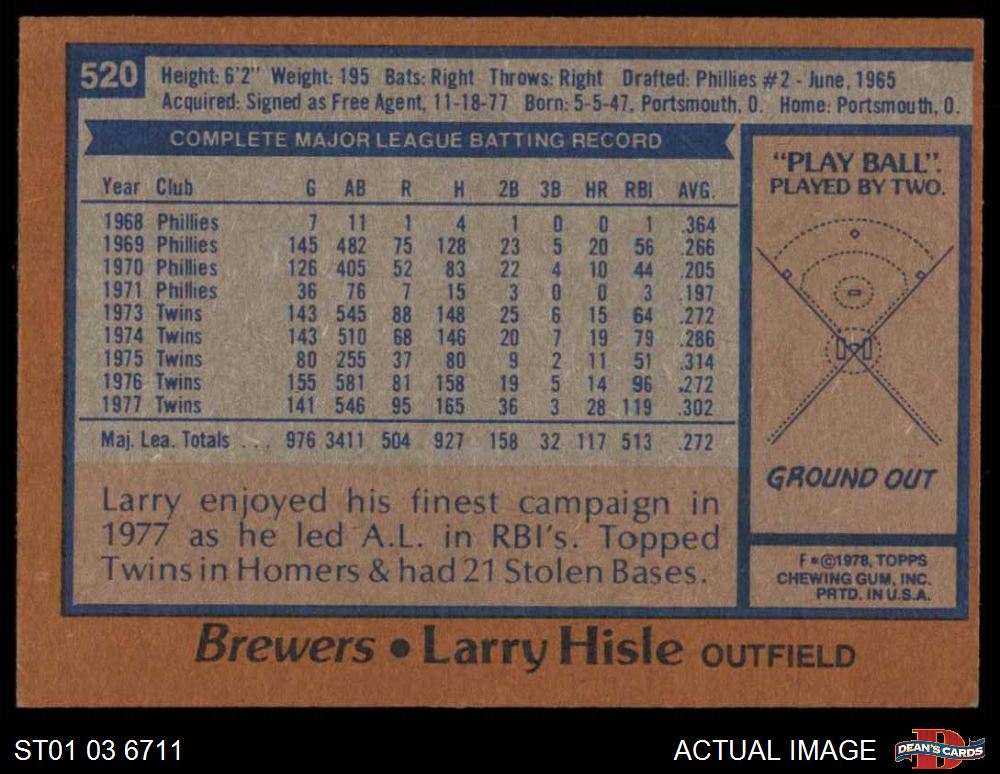 520
Height: 6'2" Weight: 195 Bats: Right Throws: Right Drafted: Phillies #2 - June, 1965
Acquired: Signed as Free Agent, 11-18-77 Born: 5-5-47, Portsmouth, O. Home: Portsmouth, O.
COMPLETE MAJOR LEAGUE BATTING RECORD
Year Club G AB R H 2B 3B HR RBI AVG.
1968 Phillies 7 11 1 4 1 0 0 1 .364
1969 Phillies 145 482 75 128 23 5 20 56 .266
1970 Phillies 126 405 52 83 22 4 10 44 .205
1971 Phillies 36 76 7 15 3 0 0 3 .197
1973 Twins 143 545 88 148 25 6 15 64 .272
1974 Twins 143 510 68 146 20 7 19 79 .286
1975 Twins 80 255 37 80 9 2 11 51 .314
1976 Twins 155 581 81 158 19 5 14 96 .272
1977 Twins 141 546 95 165 36 3 28 119 .302
Maj. Lea. Totals ... 976 3411 504 927 158 32 117 513 .272
Larry enjoyed his finest campaign in
1977 as he led A.L. in RBI's. Topped
Twins in Homers & had 21 Stolen Bases.
"PLAY BALL".
PLAYED BY TWO.
GROUND OUT
F*©1978, TOPPS
CHEWING GUM, INC.
PRTD. IN U.S.A.
Brewers • Larry Hisle OUTFIELD
ST01 03 6711
ACTUAL IMAGE
D
DEAN'S CARDS